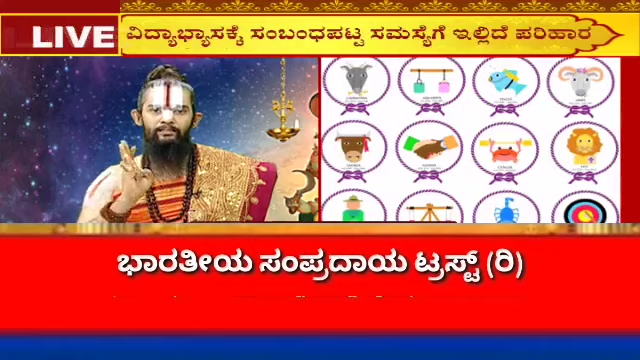 LIVE
ವಿದ್ಯಾಭ್ಯಾಸಕ್ಕೆ ಸಂಬಂಧಪಟ್ಟ ಸಮಸ್ಯೆಗೆ ಇಲ್ಲಿದೆ ಪರಿಹಾರ
ಭಾರತೀಯ ಸಂಪ್ರದಾಯ ಟ್ರಸ್ಟ್ (ರಿ)